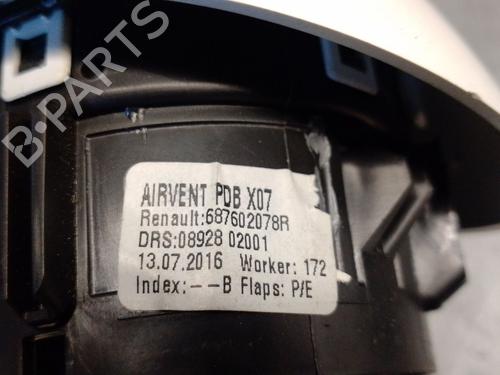 B-PARTS
AIRVENT PDB X07
Renault:687602078R
DRS:08928 02001
13.07.2016 Worker: 172
Index:--B Flaps: P/E